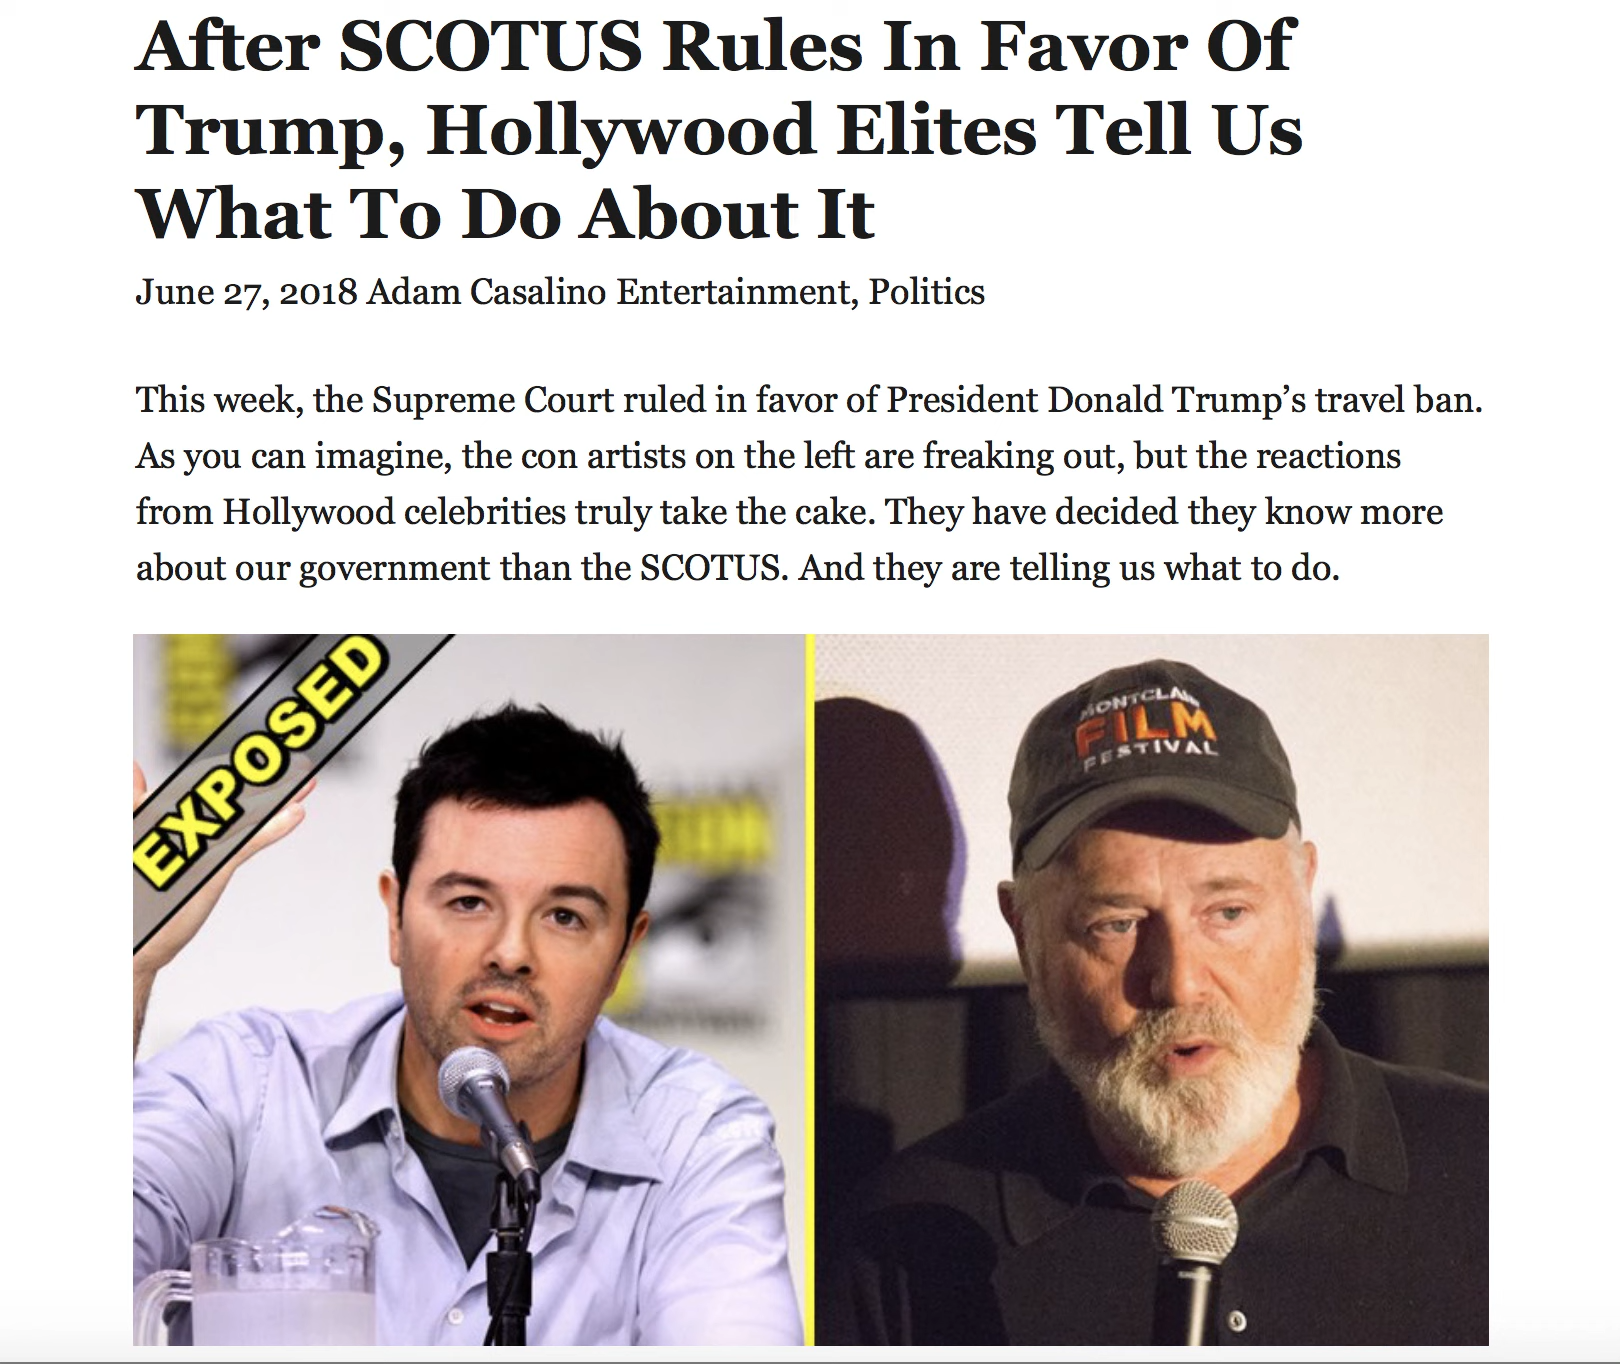 After SCOTUS Rules In Favor Of
Trump, Hollywood Elites Tell Us
What To Do About It
June 27, 2018 Adam Casalino Entertainment, Politics
This week, the Supreme Court ruled in favor of President Donald Trump’s travel ban.
As you can imagine, the con artists on the left are freaking out, but the reactions
from Hollywood celebrities truly take the cake. They have decided they know more
about our government than the SCOTUS. And they are telling us what to do.
EXPOSED
FILM
FESTIVAL